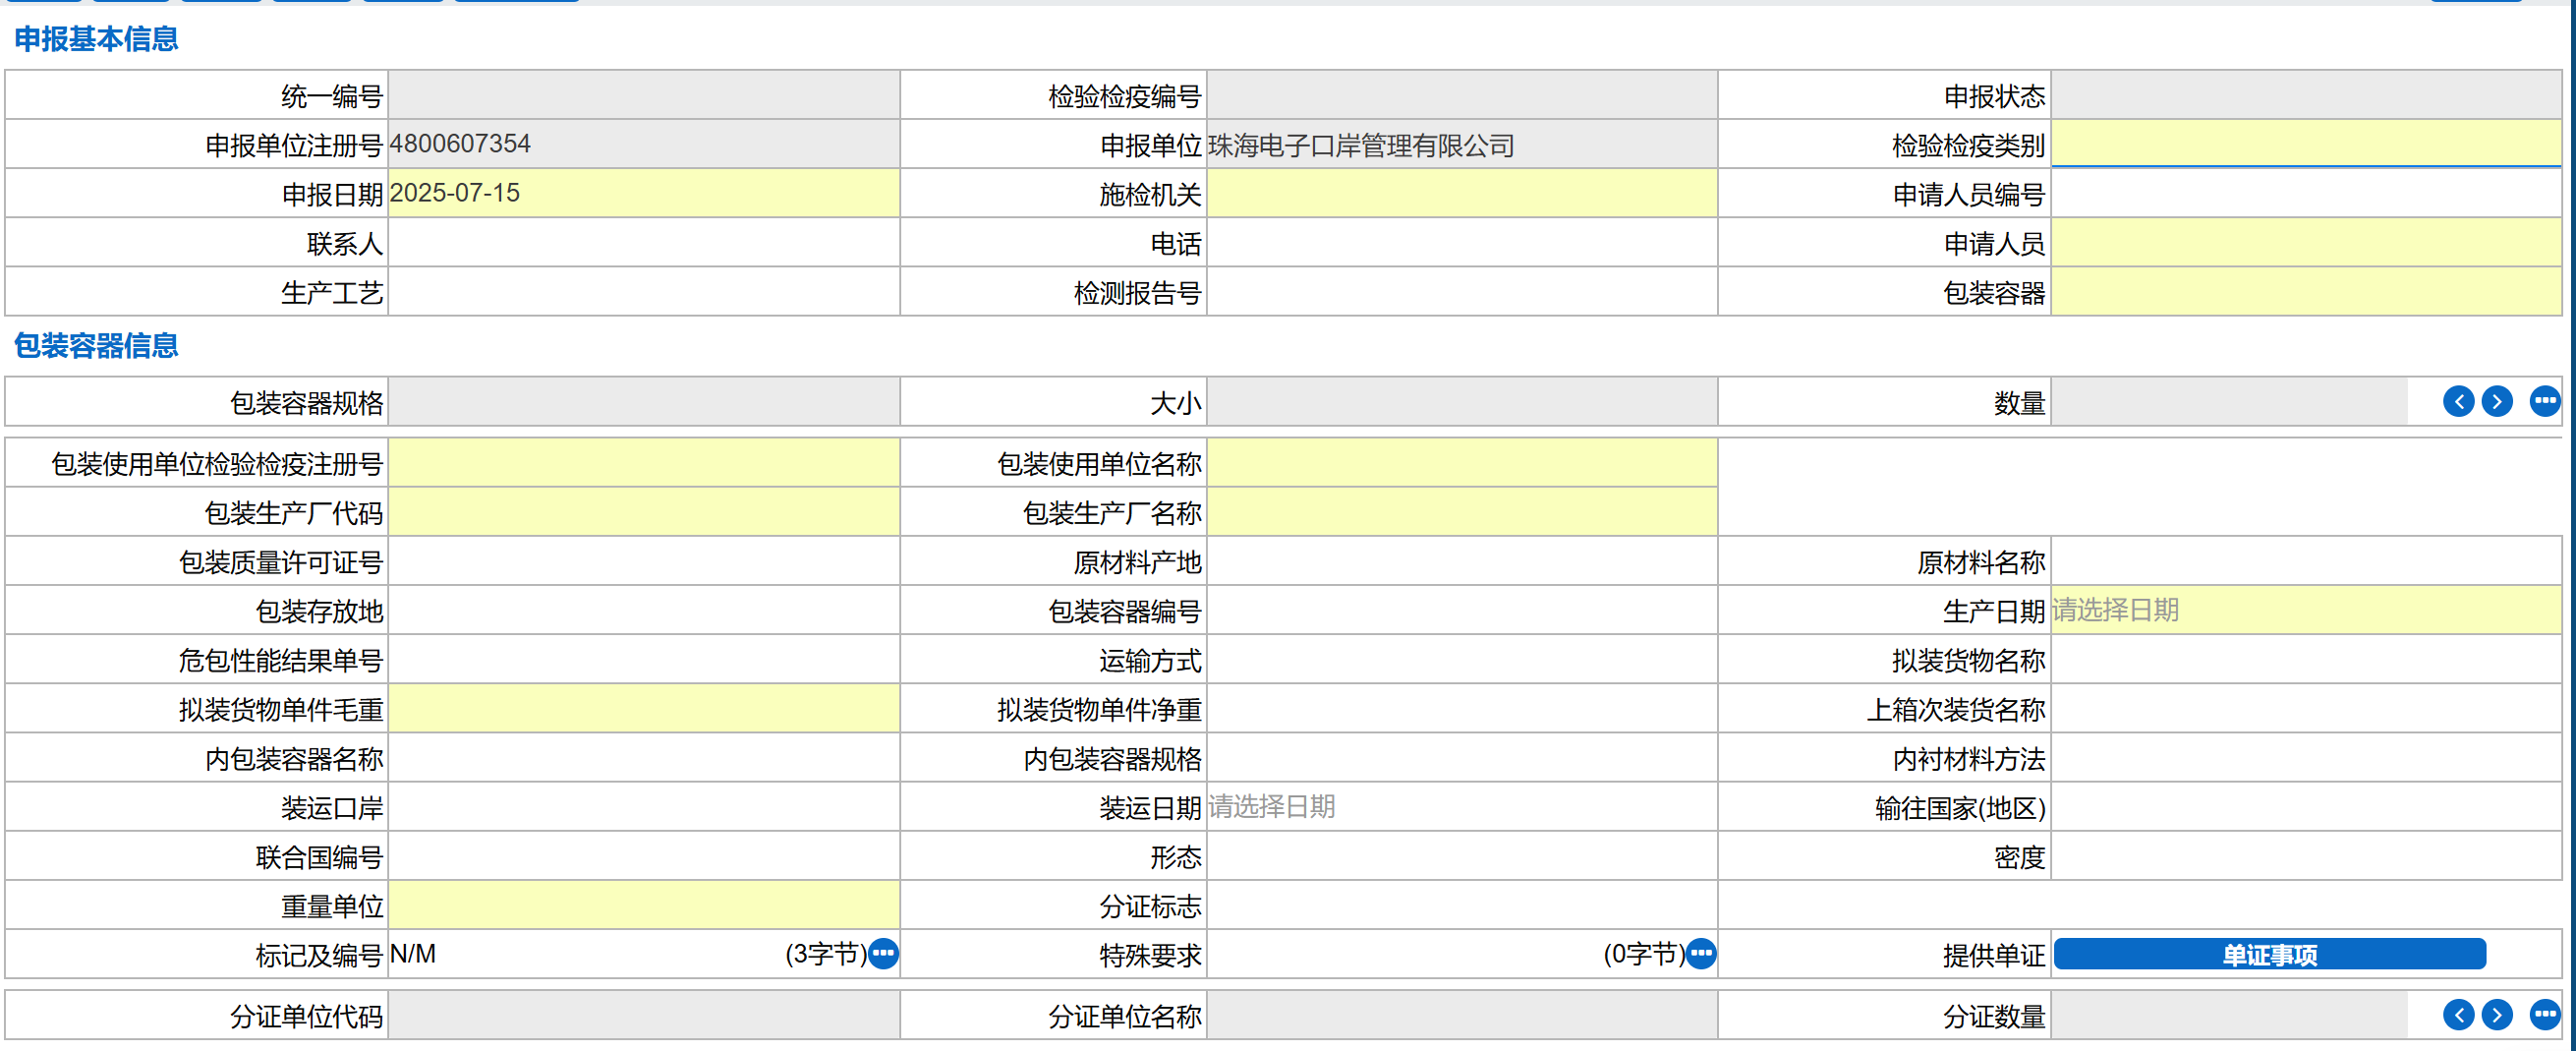 申报基本信息
统一编号 检验检疫编号 申报状态
申报单位注册号 4800607354 申报单位 珠海电子口岸管理有限公司 检验检疫类别
申报日期 2025-07-15 施检机关 申请人员编号
联系人 电话 申请人员
生产工艺 检测报告号 包装容器
包装容器信息
包装容器规格 大小 数量
包装使用单位检验检疫注册号 包装使用单位名称
包装生产厂代码 包装生产厂名称
包装质量许可证号 原材料产地 原材料名称
包装存放地 包装容器编号 生产日期 请选择日期
危包性能结果单号 运输方式 拟装货物名称
拟装货物单件毛重 拟装货物单件净重 上箱次装货名称
内包装容器名称 内包装容器规格 内衬材料方法
装运口岸 装运日期 请选择日期 输往国家(地区)
联合国编号 形态 密度
重量单位 分证标志
标记及编号 N/M (3字节) 特殊要求 (0字节) 提供单证 单证事项
分证单位代码 分证单位名称 分证数量